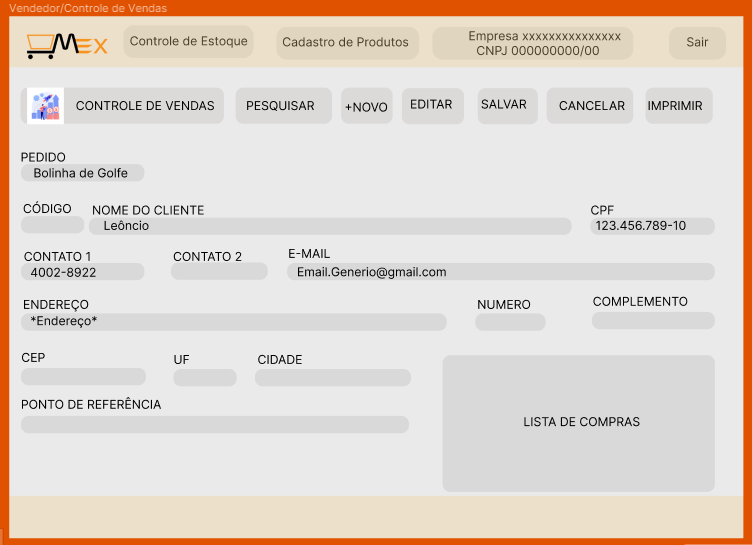 Vendedor/Controle de Vendas
MEX
Controle de Estoque
Cadastro de Produtos
Empresa xxxxxxxxxxxxxxx
CNPJ 000000000/00
Sair
CONTROLE DE VENDAS
PESQUISAR
+NOVO
EDITAR
SALVAR
CANCELAR
IMPRIMIR
PEDIDO
Bolinha de Golfe
CÓDIGO
NOME DO CLIENTE
CPF
Leôncio
123.456.789-10
CONTATO 1
CONTATO 2
E-MAIL
4002-8922
Email.Generio@gmail.com
ENDEREÇO
NUMERO
COMPLEMENTO
*Endereço*
CEP
UF
CIDADE
PONTO DE REFERÊNCIA
LISTA DE COMPRAS